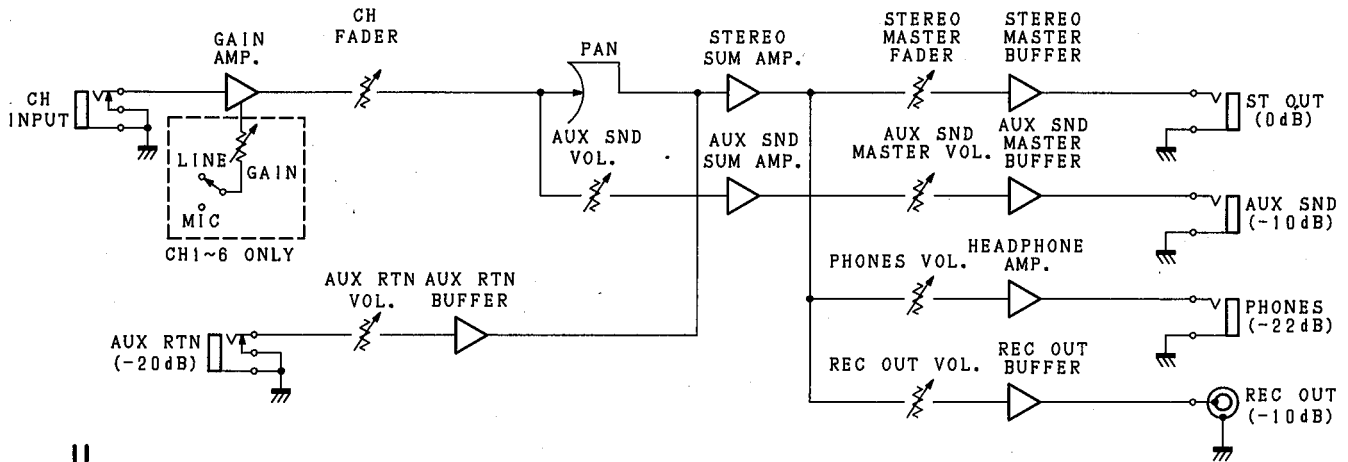 CH
INPUT
GAIN
AMP.
LINE
GAIN
MIC
CH1~6 ONLY
CH
FADER
PAN
AUX SND
VOL.
STEREO
SUM AMP.
AUX SND
SUM AMP.
STEREO
MASTER
FADER
STEREO
MASTER
BUFFER
ST OUT
(0dB)
AUX SND
MASTER VOL.
AUX SND
MASTER
BUFFER
AUX SND
(-10dB)
PHONES VOL.
HEADPHONE
AMP.
PHONES
(-22dB)
AUX RTN
(-20dB)
AUX RTN
VOL.
AUX RTN
BUFFER
REC OUT VOL.
REC OUT
BUFFER
REC OUT
(-10dB)